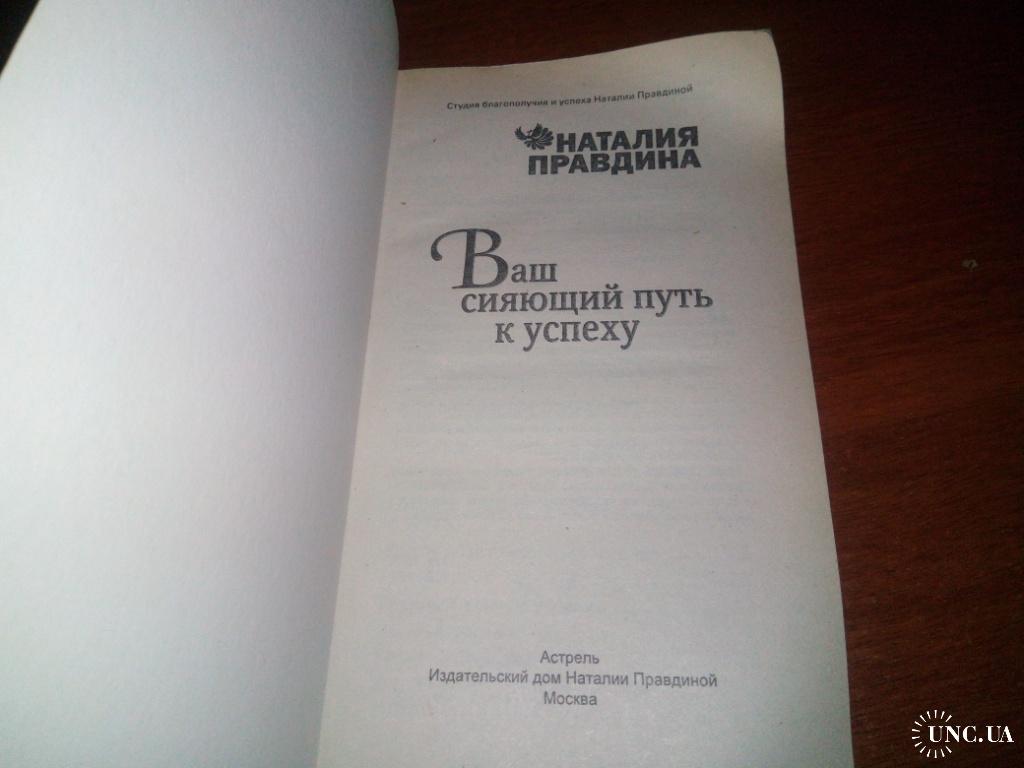 Студия благополучия и успеха Наталии Правдиной
НАТАЛИЯ
ПРАВДИНА
Ваш
сияющий путь
к успеху
Астрель
Издательский дом Наталии Правдиной
Москва
UNC.UA